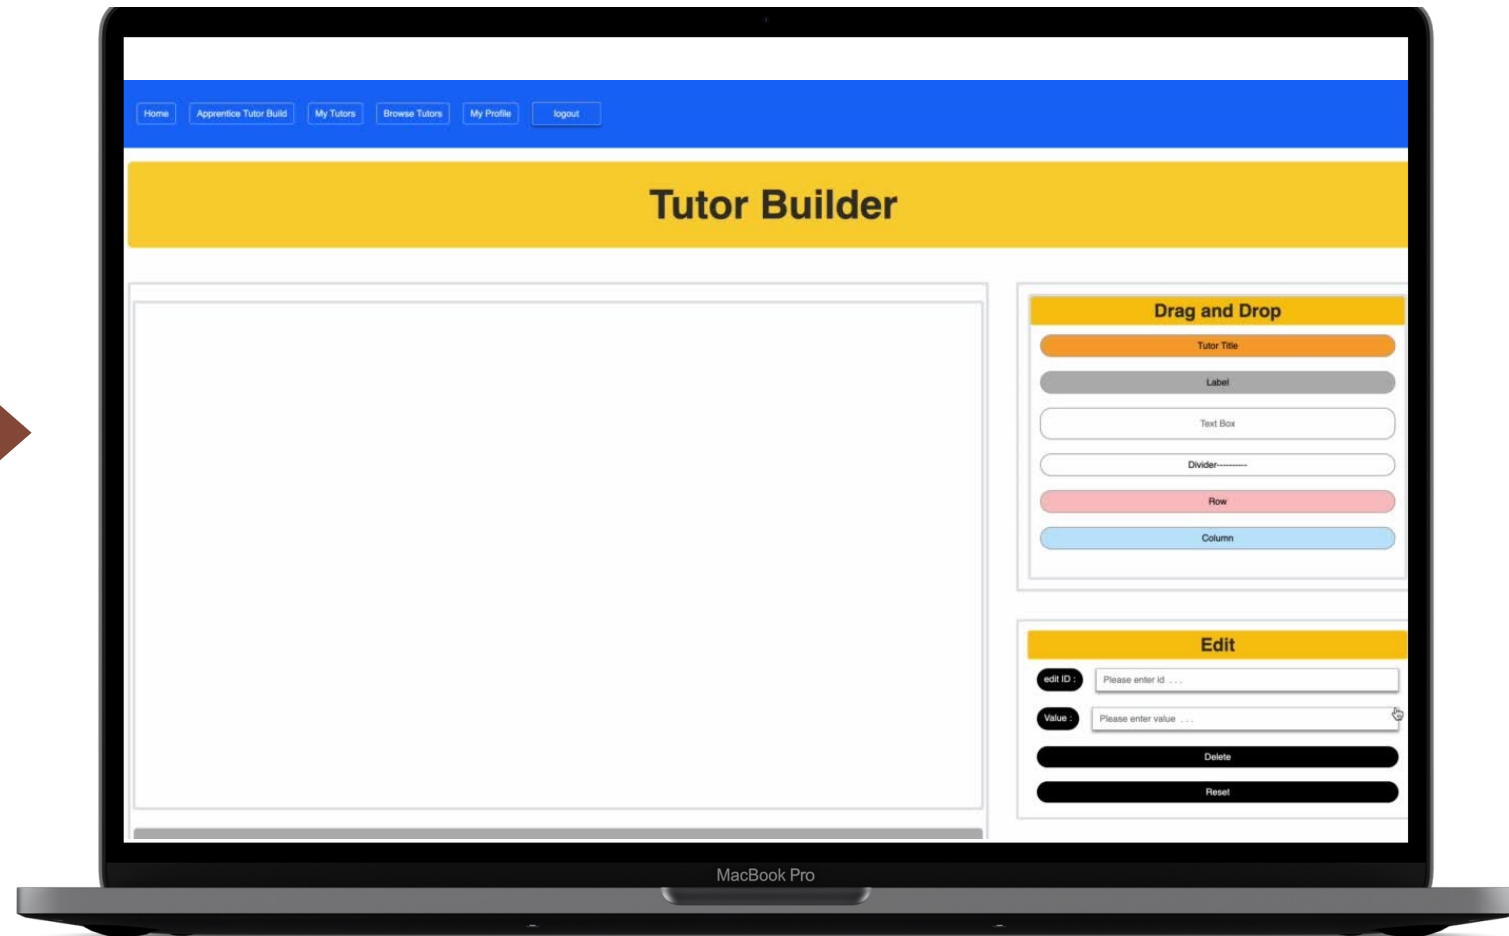 Home
Apprentice Tutor Build
My Tutors
Browse Tutors
My Profile
logout
Tutor Builder
Drag and Drop
Tutor Title
Label
Text Box
Divider----------
Row
Column
Edit
edit ID :
Please enter id . . .
Value :
Please enter value . . .
Delete
Reset
MacBook Pro